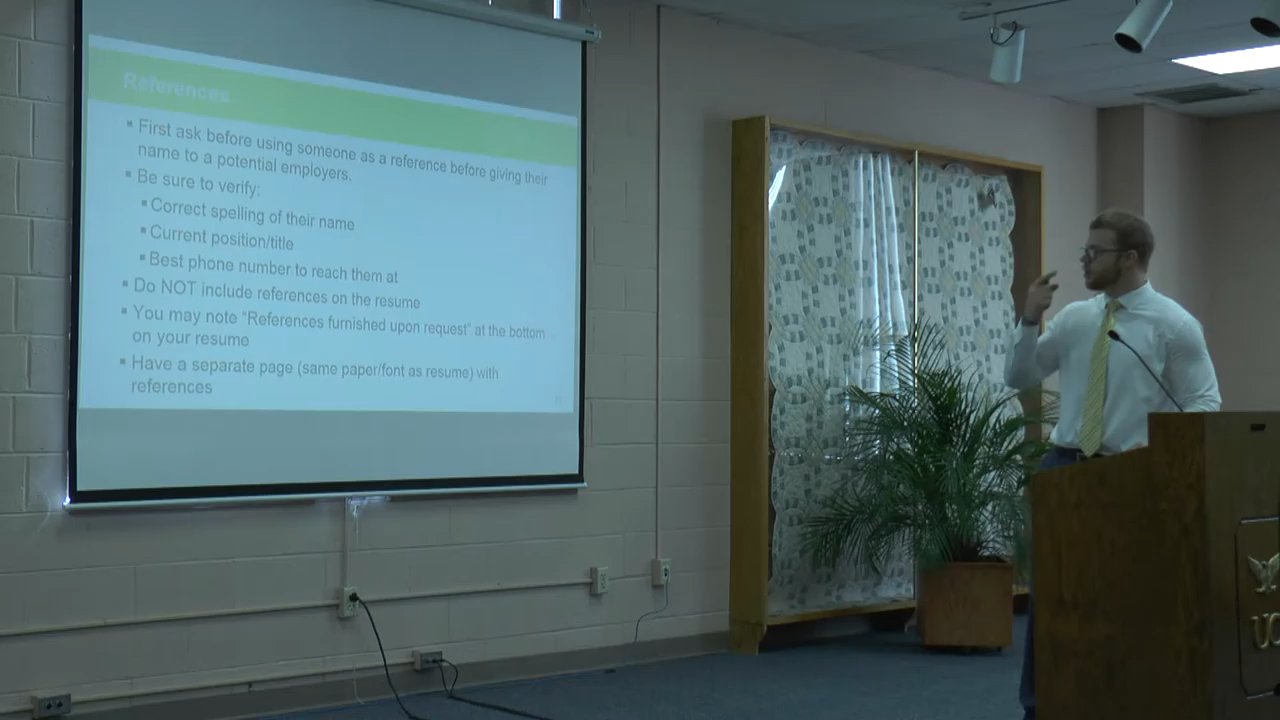 References
▪ First ask before using someone as a reference before giving their
name to a potential employers.
▪ Be sure to verify:
▪ Correct spelling of their name
▪ Current position/title
▪ Best phone number to reach them at
▪ Do NOT include references on the resume
▪ You may note “References furnished upon request” at the bottom
on your resume
▪ Have a separate page (same paper/font as resume) with
references